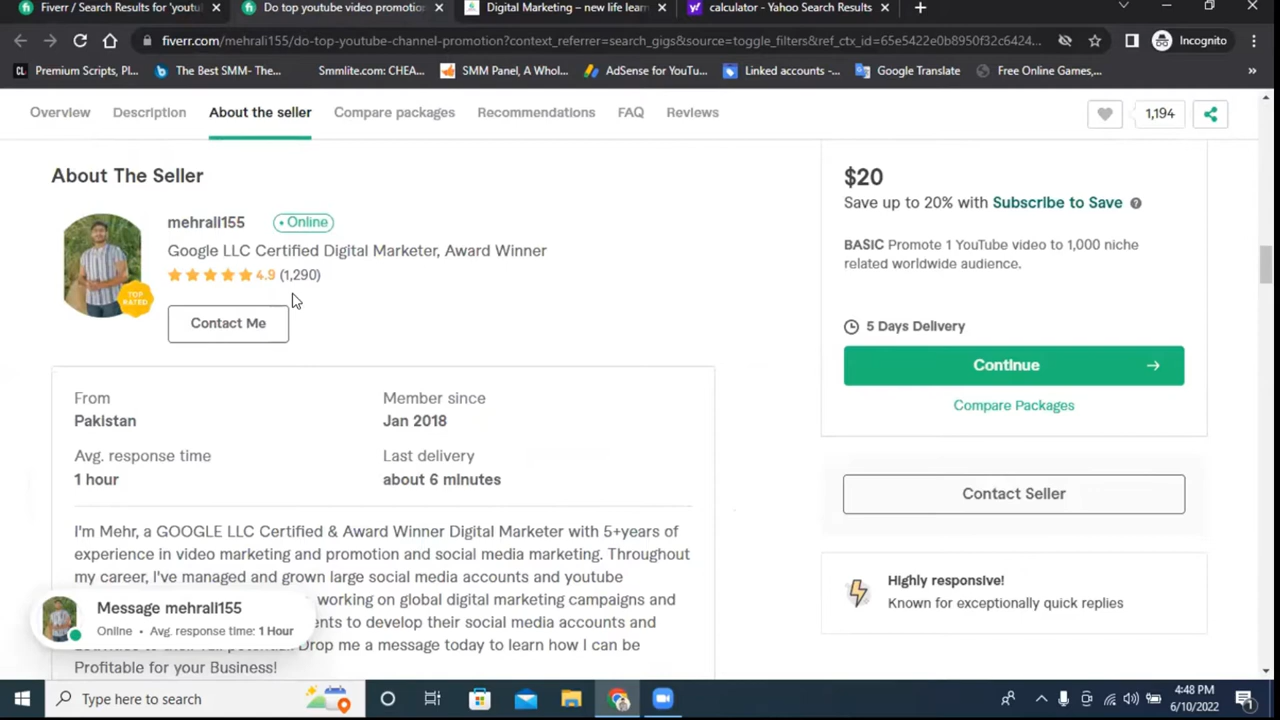 Fiverr / Search Results for 'youtu
Do top youtube video promotion
Digital Marketing – new life learn
calculator - Yahoo Search Results
fiverr.com/mehrali155/do-top-youtube-channel-promotion?context_referrer=search_gigs&source=toggle_filters&ref_ctx_id=65e5422e0b8950f32c6424...
Incognito
Premium Scripts, Pl...
The Best SMM- The...
Smmlite.com: CHEA...
SMM Panel, A Whol...
AdSense for YouTu...
Linked accounts -...
Google Translate
Free Online Games,...
Overview
Description
About the seller
Compare packages
Recommendations
FAQ
Reviews
1,194
About The Seller
mehrali155
• Online
Google LLC Certified Digital Marketer, Award Winner
4.9 (1,290)
TOP
RATED
Contact Me
From
Pakistan
Member since
Jan 2018
Avg. response time
1 hour
Last delivery
about 6 minutes
I'm Mehr, a GOOGLE LLC Certified & Award Winner Digital Marketer with 5+years of
experience in video marketing and promotion and social media marketing. Throughout
my career, I've managed and grown large social media accounts and youtube
working on global digital marketing campaigns and
ents to develop their social media accounts and
Drop me a message today to learn how I can be
Profitable for your Business!
Message mehrali155
Online • Avg. response time: 1 Hour
$20
Save up to 20% with Subscribe to Save
BASIC Promote 1 YouTube video to 1,000 niche
related worldwide audience.
5 Days Delivery
Continue
Compare Packages
Contact Seller
Highly responsive!
Known for exceptionally quick replies
Type here to search
4:48 PM
6/10/2022